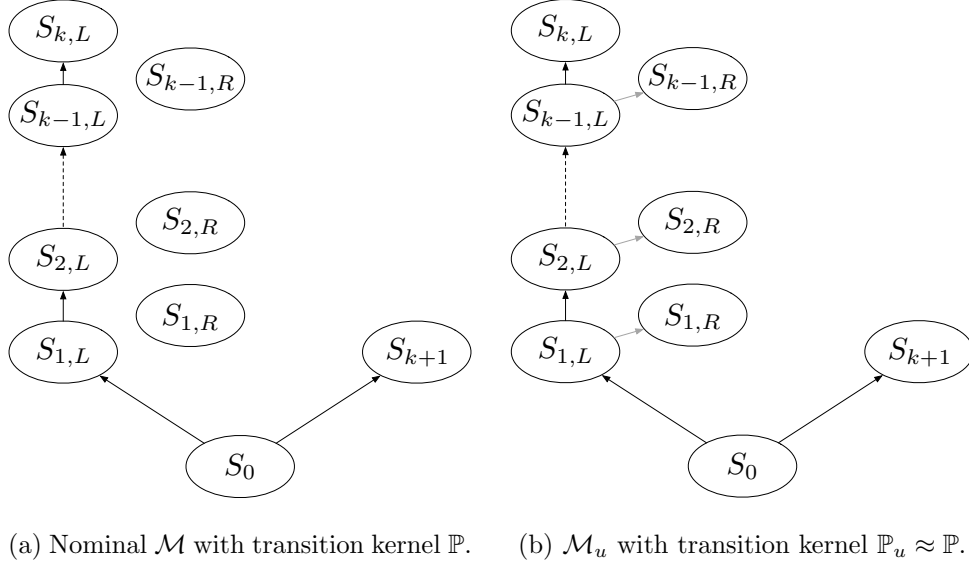 S_{k,L}
S_{k-1,R}
S_{k-1,L}
S_{2,R}
S_{2,L}
S_{1,R}
S_{1,L}
S_{k+1}
S_0
(a) Nominal ℳ with transition kernel ℙ.
S_{k,L}
S_{k-1,R}
S_{k-1,L}
S_{2,R}
S_{2,L}
S_{1,R}
S_{1,L}
S_{k+1}
S_0
(b) ℳ_u with transition kernel ℙ_u ≈ ℙ.